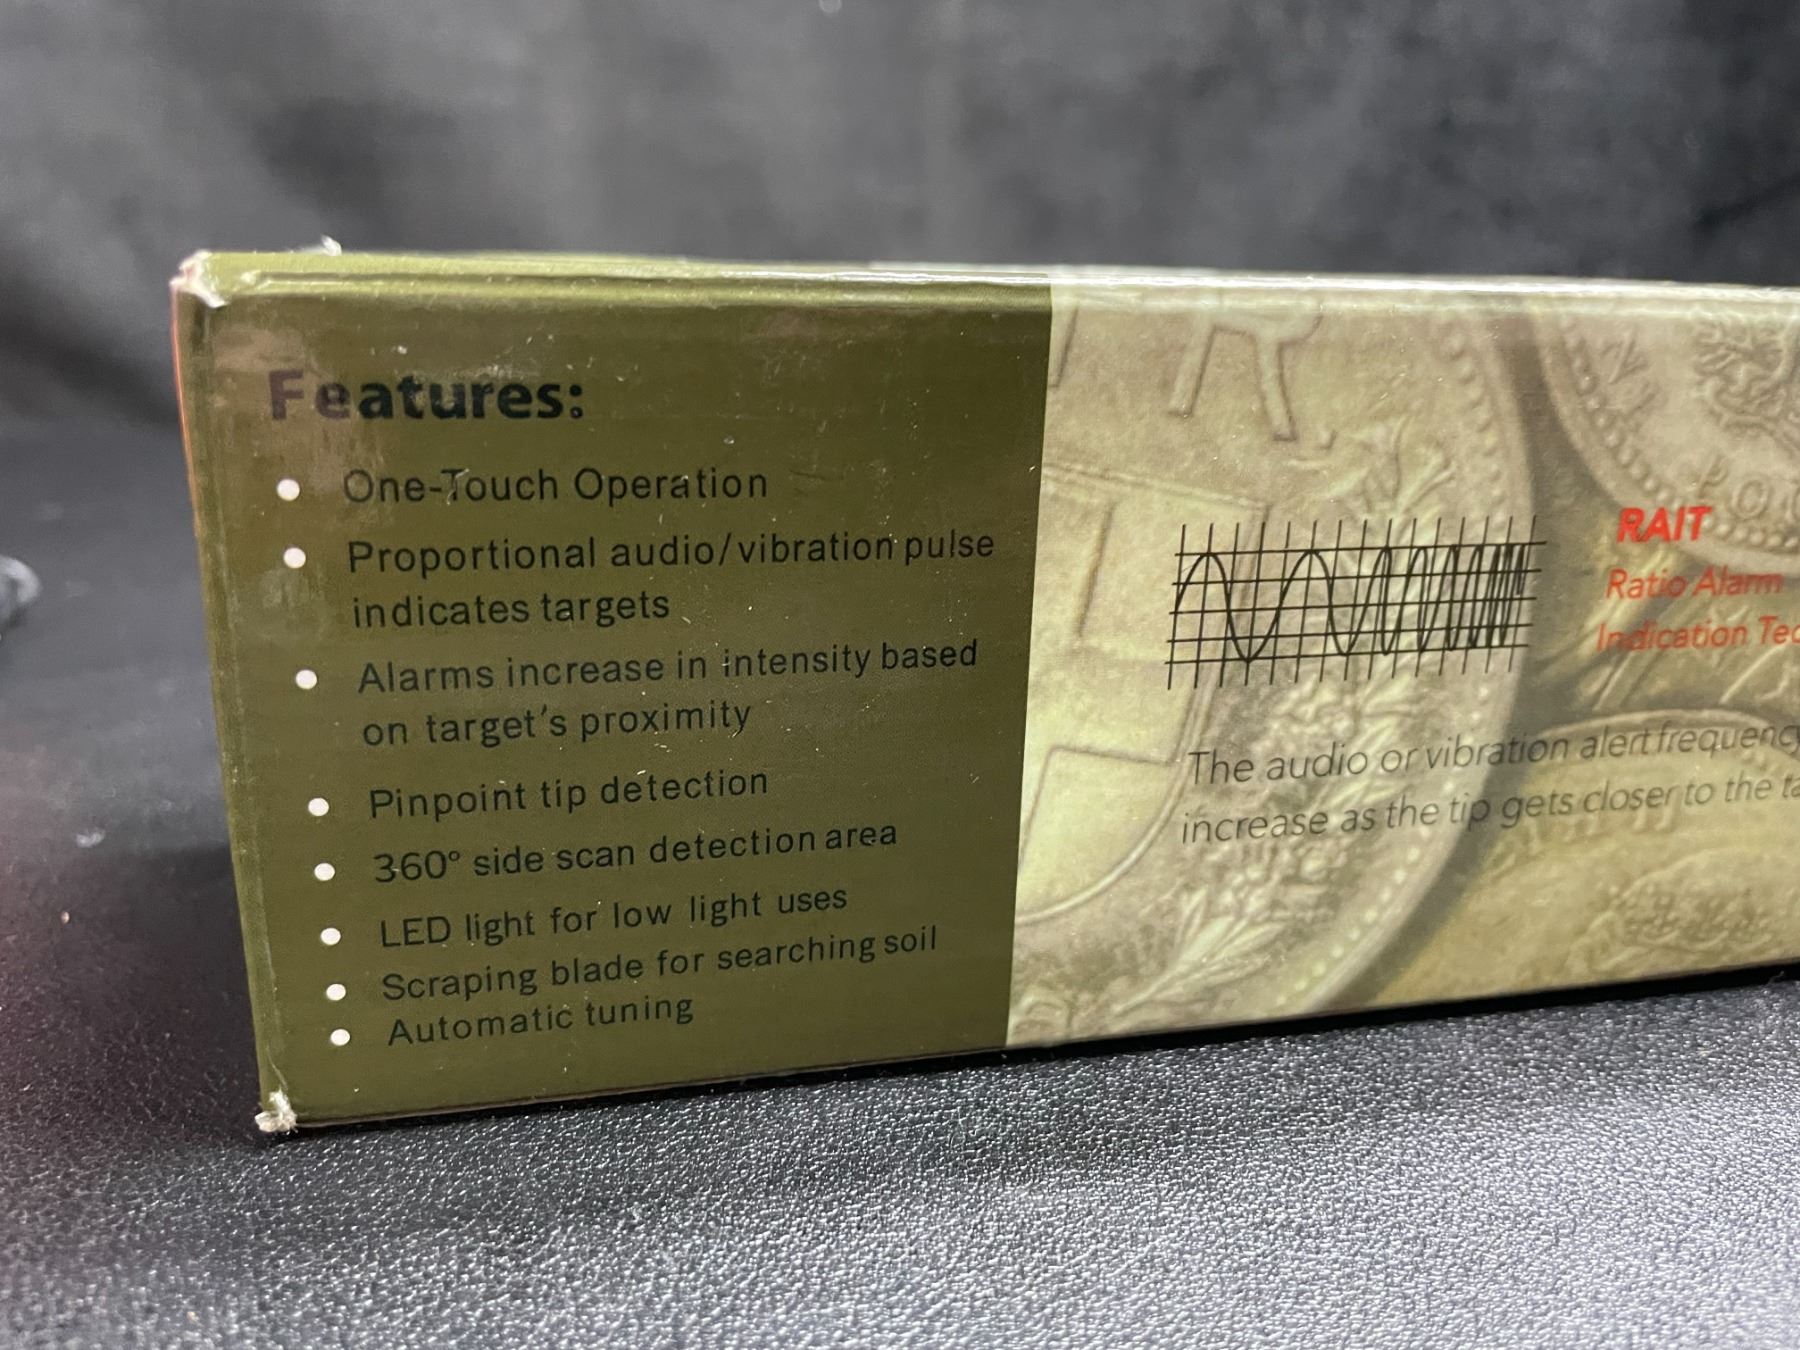 Features:
One-Touch Operation
Proportional audio/vibration pulse
indicates targets
Alarms increase in intensity based
on target's proximity
Pinpoint tip detection
360° side scan detection area
LED light for low light uses
Scraping blade for searching soil
Automatic tuning
RAIT
Ratio Alarm
Indication
The audio or vibration alert frequency
increase as the tip gets closer to the